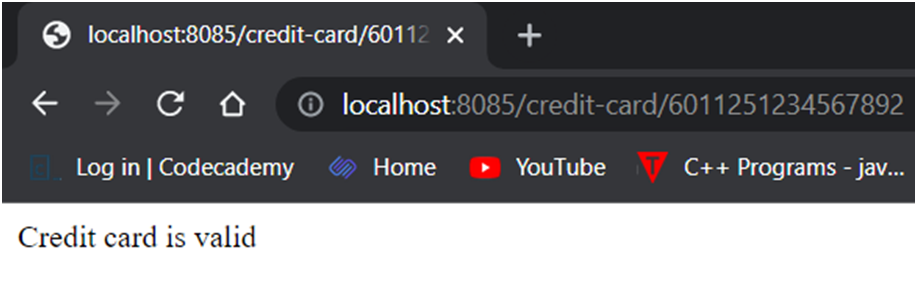 localhost:8085/credit-card/60112
localhost:8085/credit-card/6011251234567892
Log in | Codecademy Home YouTube C++ Programs - jav...
Credit card is valid